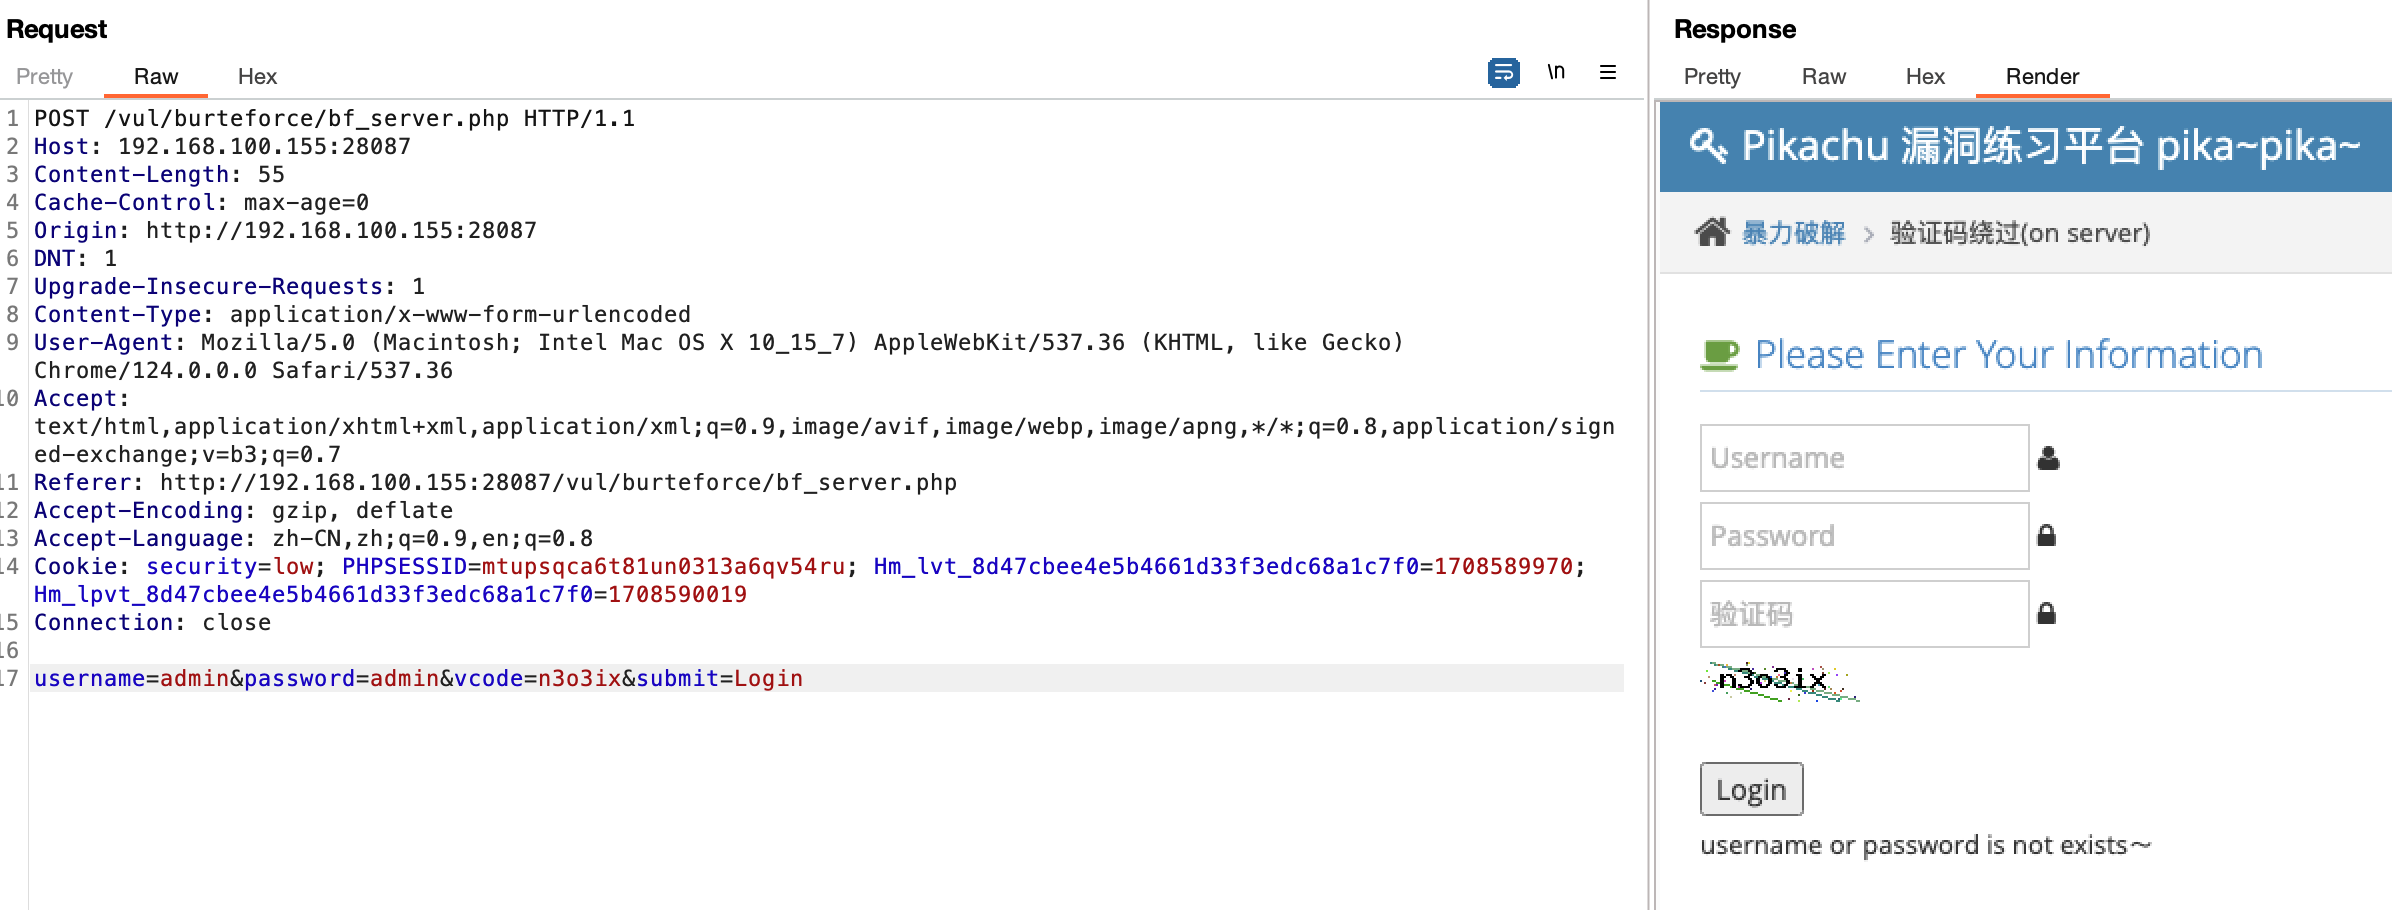 Request
Pretty Raw Hex
\n
1 POST /vul/burteforce/bf_server.php HTTP/1.1
2 Host: 192.168.100.155:28087
3 Content-Length: 55
4 Cache-Control: max-age=0
5 Origin: http://192.168.100.155:28087
6 DNT: 1
7 Upgrade-Insecure-Requests: 1
8 Content-Type: application/x-www-form-urlencoded
9 User-Agent: Mozilla/5.0 (Macintosh; Intel Mac OS X 10_15_7) AppleWebKit/537.36 (KHTML, like Gecko)
Chrome/124.0.0.0 Safari/537.36
10 Accept:
text/html,application/xhtml+xml,application/xml;q=0.9,image/avif,image/webp,image/apng,*/*;q=0.8,application/sign
ed-exchange;v=b3;q=0.7
11 Referer: http://192.168.100.155:28087/vul/burteforce/bf_server.php
12 Accept-Encoding: gzip, deflate
13 Accept-Language: zh-CN,zh;q=0.9,en;q=0.8
14 Cookie: security=low; PHPSESSID=mtupsqca6t81un0313a6qv54ru; Hm_lvt_8d47cbee4e5b4661d33f3edc68a1c7f0=1708589970;
Hm_lpvt_8d47cbee4e5b4661d33f3edc68a1c7f0=1708590019
15 Connection: close
16
17 username=admin&password=admin&vcode=n3o3ix&submit=Login
Response
Pretty Raw Hex Render
Pikachu 漏洞练习平台 pika~pika~
暴力破解 > 验证码绕过(on server)
Please Enter Your Information
Username
Password
验证码
n3o3ix
Login
username or password is not exists～